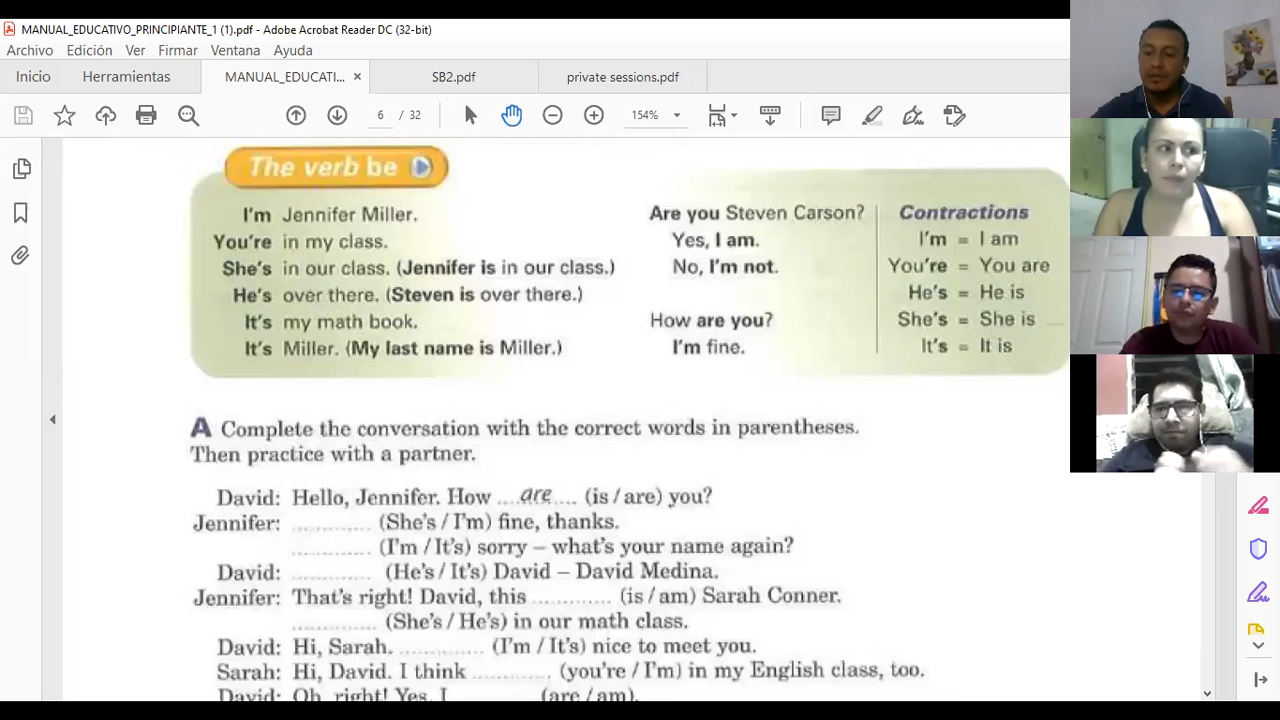 MANUAL_EDUCATIVO_PRINCIPIANTE_1 (1).pdf - Adobe Acrobat Reader DC (32-bit)
Archivo Edición Ver Firmar Ventana Ayuda
Inicio Herramientas MANUAL_EDUCATI... × SB2.pdf private sessions.pdf
6 / 32 154%
The verb be
I'm Jennifer Miller.
You're in my class.
She's in our class. (Jennifer is in our class.)
He's over there. (Steven is over there.)
It's my math book.
It's Miller. (My last name is Miller.)
Are you Steven Carson?
Yes, I am.
No, I'm not.
How are you?
I'm fine.
Contractions
I'm = I am
You're = You are
He's = He is
She's = She is
It's = It is
A Complete the conversation with the correct words in parentheses.
Then practice with a partner.
David: Hello, Jennifer. How ....are.... (is / are) you?
Jennifer: ............ (She's / I'm) fine, thanks.
............ (I'm / It's) sorry – what's your name again?
David: ............ (He's / It's) David – David Medina.
Jennifer: That's right! David, this ............ (is / am) Sarah Conner.
............ (She's / He's) in our math class.
David: Hi, Sarah. ............ (I'm / It's) nice to meet you.
Sarah: Hi, David. I think ............ (you're / I'm) in my English class, too.
David: Oh, right! Yes, I ............ (are / am).